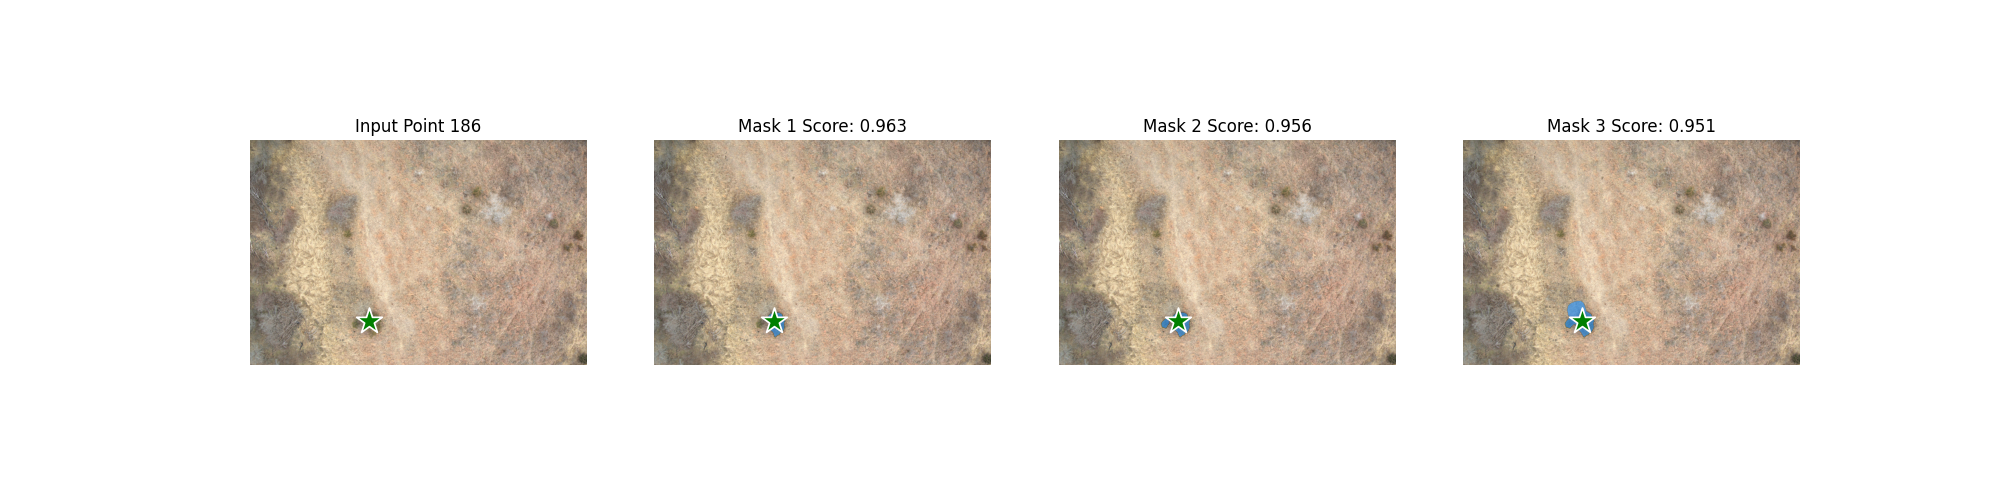 Input Point 186
Mask 1 Score: 0.963
Mask 2 Score: 0.956
Mask 3 Score: 0.951